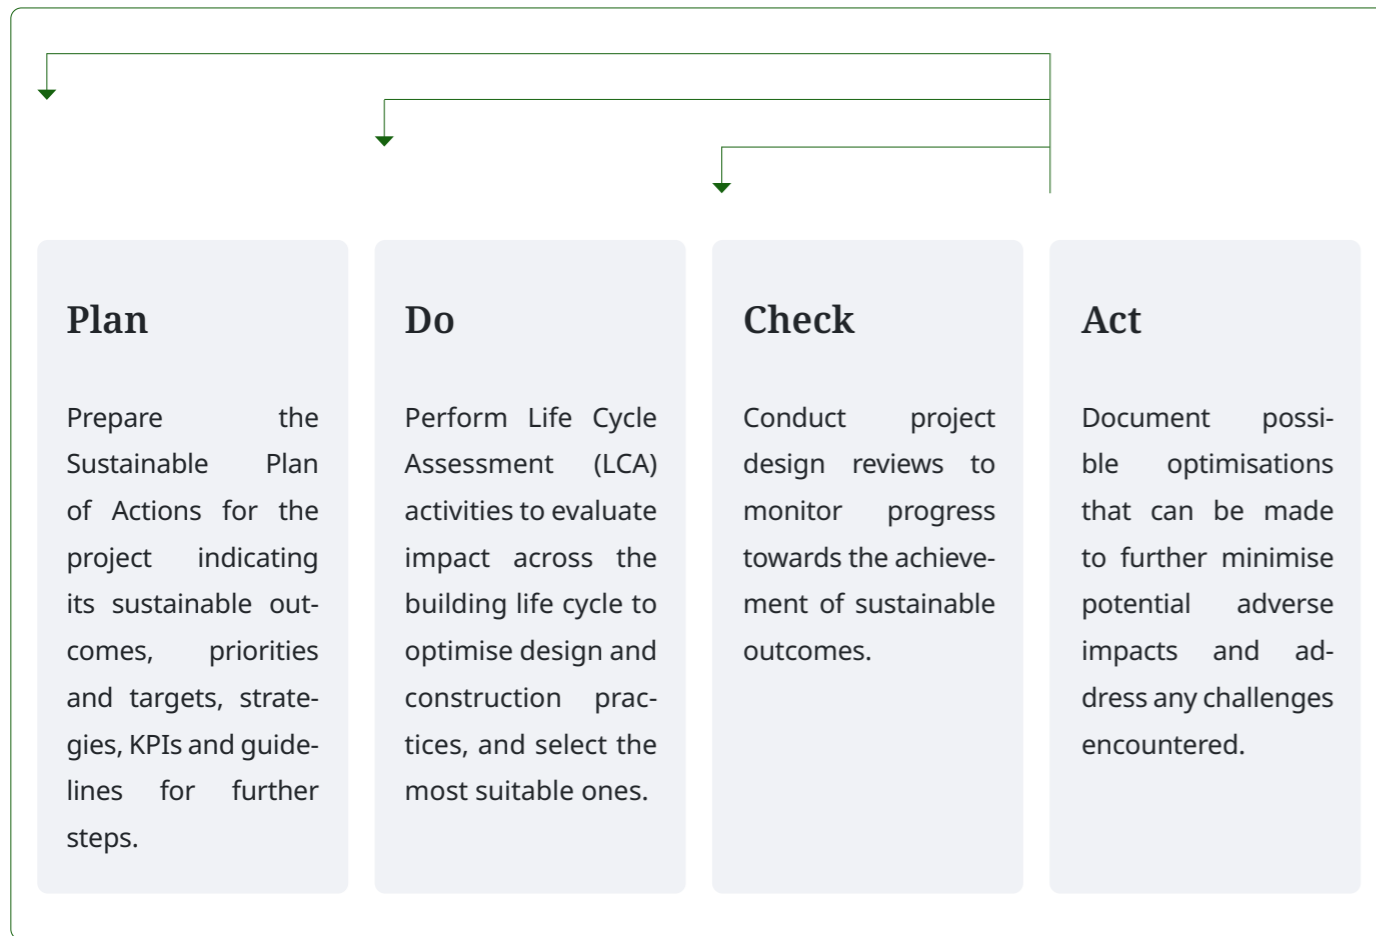 Plan
Prepare the
Sustainable Plan
of Actions for the
project indicating
its sustainable out-
comes, priorities
and targets, strate-
gies, KPIs and guide-
lines for further
steps.
Do
Perform Life Cycle
Assessment (LCA)
activities to evaluate
impact across the
building life cycle to
optimise design and
construction prac-
tices, and select the
most suitable ones.
Check
Conduct project
design reviews to
monitor progress
towards the achieve-
ment of sustainable
outcomes.
Act
Document possi-
ble optimisations
that can be made
to further minimise
potential adverse
impacts and ad-
dress any challenges
encountered.